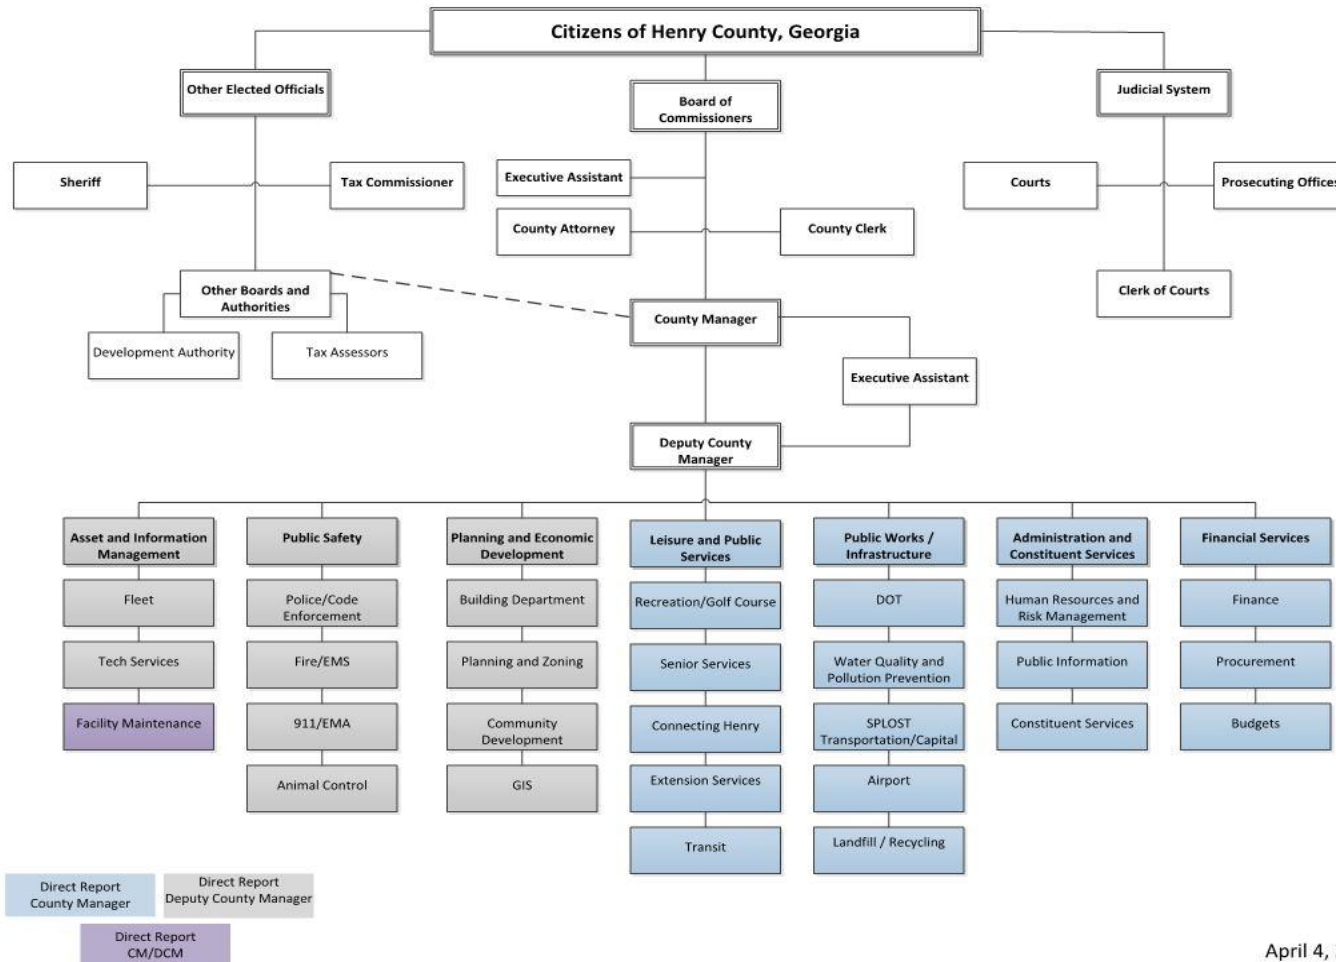 Citizens of Henry County, Georgia
Other Elected Officials
Board of
Commissioners
Judicial System
Sheriff
Tax Commissioner
Executive Assistant
Courts
Prosecuting Offices
County Attorney
County Clerk
Other Boards and
Authorities
County Manager
Clerk of Courts
Development Authority
Tax Assessors
Executive Assistant
Deputy County
Manager
Asset and Information
Management
Public Safety
Planning and Economic
Development
Leisure and Public
Services
Public Works /
Infrastructure
Administration and
Constituent Services
Financial Services
Fleet
Police/Code
Enforcement
Building Department
Recreation/Golf Course
DOT
Human Resources and
Risk Management
Finance
Tech Services
Fire/EMS
Planning and Zoning
Senior Services
Water Quality and
Pollution Prevention
Public Information
Procurement
Facility Maintenance
911/EMA
Community
Development
Connecting Henry
SPLOST
Transportation/Capital
Constituent Services
Budgets
Animal Control
GIS
Extension Services
Airport
Transit
Landfill / Recycling
Direct Report
County Manager
Direct Report
Deputy County Manager
Direct Report
CM/DCM
April 4,